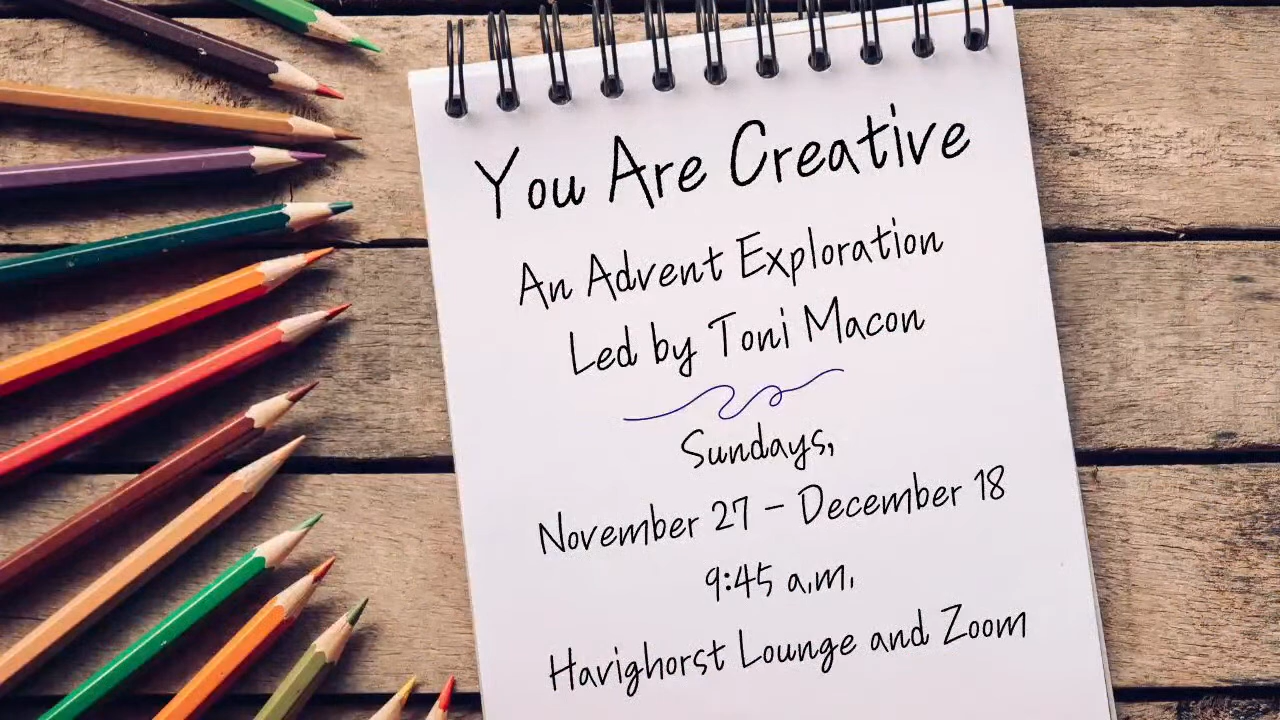 You Are Creative
An Advent Exploration
Led by Toni Macon
Sundays,
November 27 – December 18
9:45 a.m.
Havighorst Lounge and Zoom